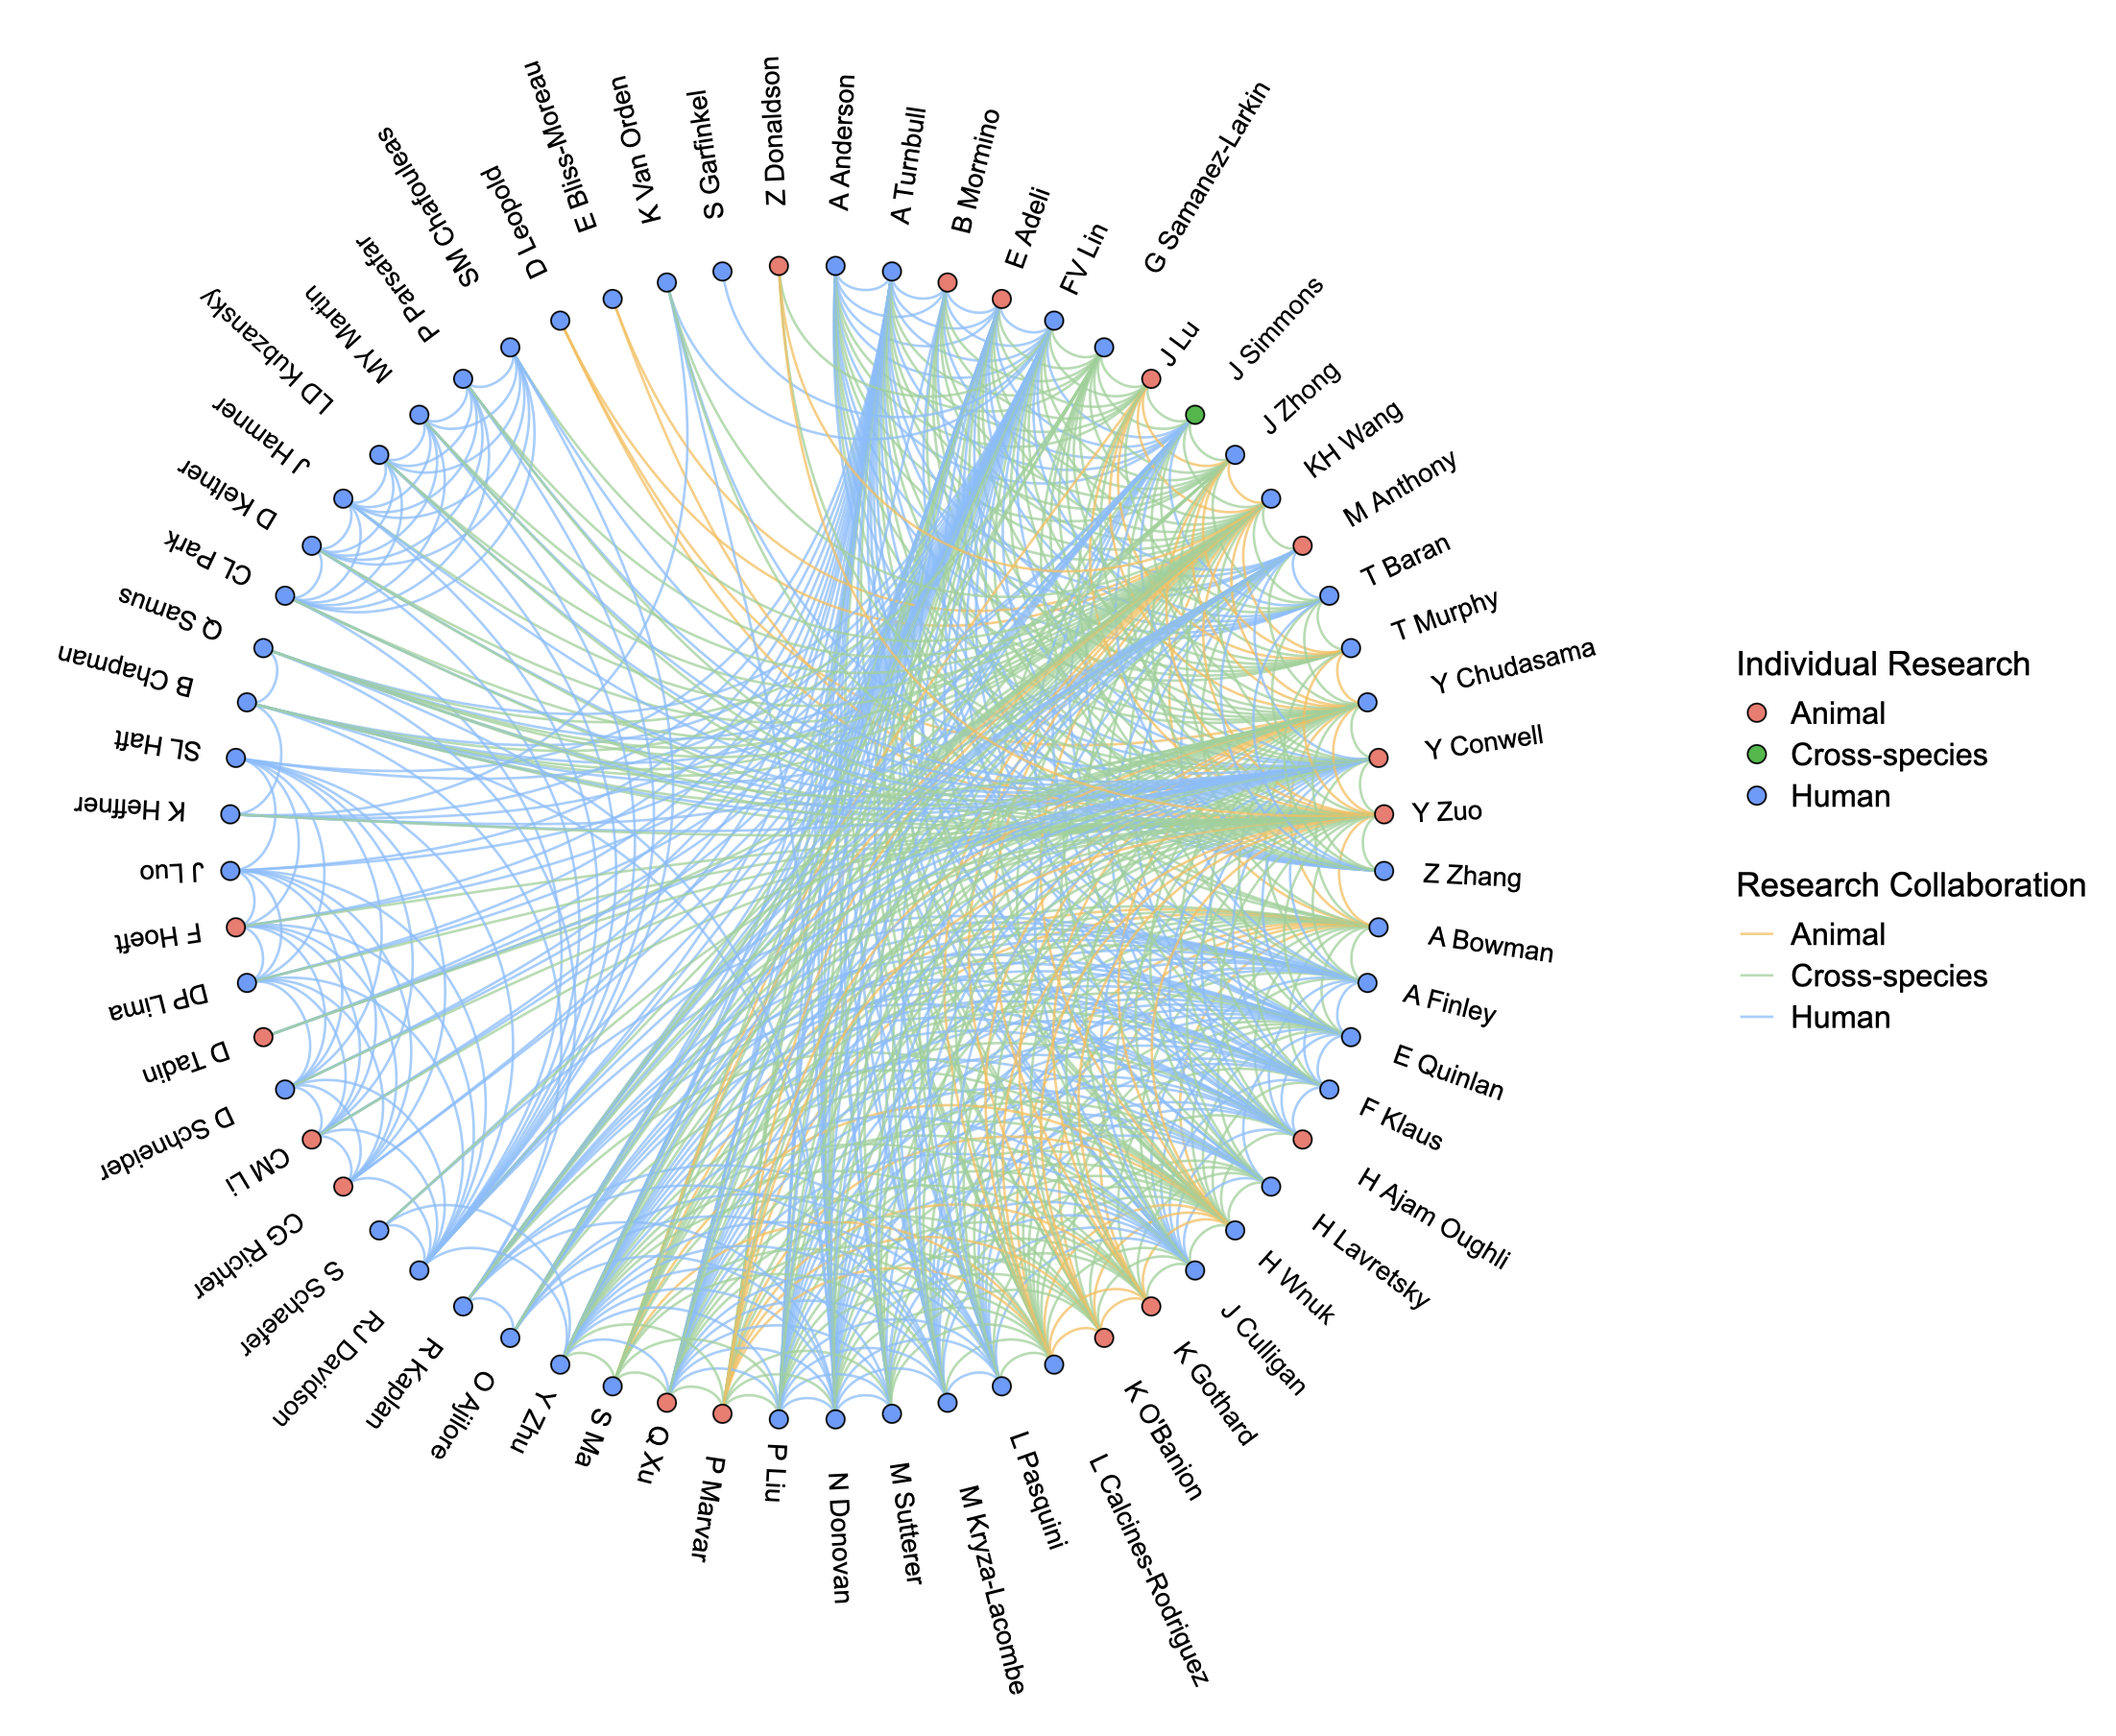 Z Donaldson
A Anderson
A Turnbull
B Mormino
E Adeli
FV Lin
G Samanez-Larkin
J Lu
J Simmons
J Zhong
KH Wang
M Anthony
T Baran
T Murphy
Y Chudasama
Y Conwell
Y Zuo
Z Zhang
A Bowman
A Finley
E Quinlan
F Klaus
H Ajam Oughli
H Lavretsky
H Wnuk
J Culligan
K Gothard
K O'Banion
L Calcines-Rodriguez
L Pasquini
M Kryza-Lacombe
M Sutterer
N Donovan
P Liu
P Marvar
Q Xu
S Ma
Y Zhu
O Ajilore
R Kaplan
RJ Davidson
S Schaefer
CG Richter
CM Li
D Schneider
D Tadin
DP Lima
F Hoeft
J Luo
K Heffner
SL Haft
B Chapman
Q Samus
CL Park
D Keltner
J Hamner
LD Kubzansky
MY Martin
P Parsafar
SM Chafouleas
D Leopold
E Bliss-Moreau
K Van Orden
S Garfinkel
Individual Research
Animal
Cross-species
Human
Research Collaboration
Animal
Cross-species
Human